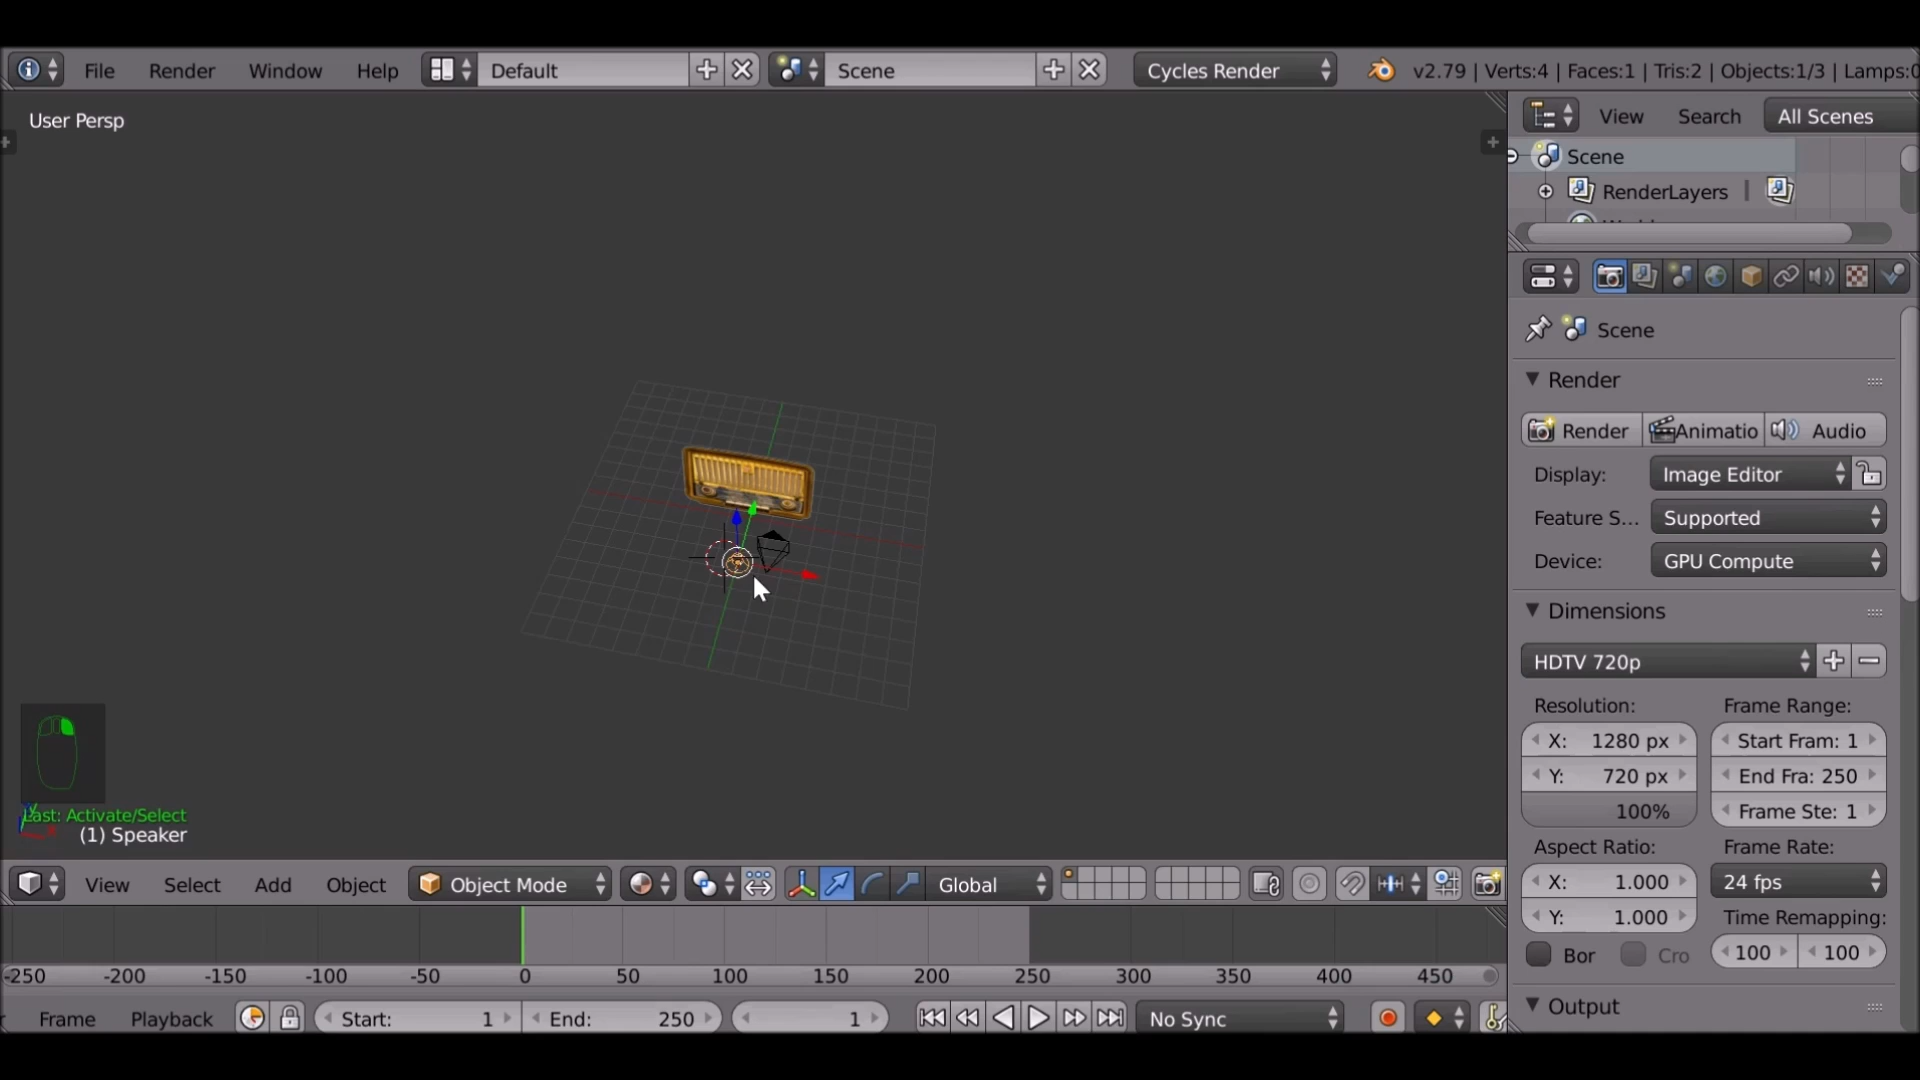 File Render Window Help Default Scene Cycles Render v2.79 | Verts:4 | Faces:1 | Tris:2 | Objects:1/3 | Lamps:0
User Persp
View Search All Scenes
Scene
RenderLayers
Scene
Render
Render Animatio Audio
Display: Image Editor
Feature S... Supported
Device: GPU Compute
Dimensions
HDTV 720p
Resolution: Frame Range:
X: 1280 px Start Fram: 1
Y: 720 px End Fra: 250
100% Frame Ste: 1
Aspect Ratio: Frame Rate:
X: 1.000 24 fps
Y: 1.000 Time Remapping:
Bor Cro 100 100
Output
Last: Activate/Select
(1) Speaker
View Select Add Object Object Mode Global
-250 -200 -150 -100 -50 0 50 100 150 200 250 300 350 400 450
Frame Playback Start: 1 End: 250 1 No Sync